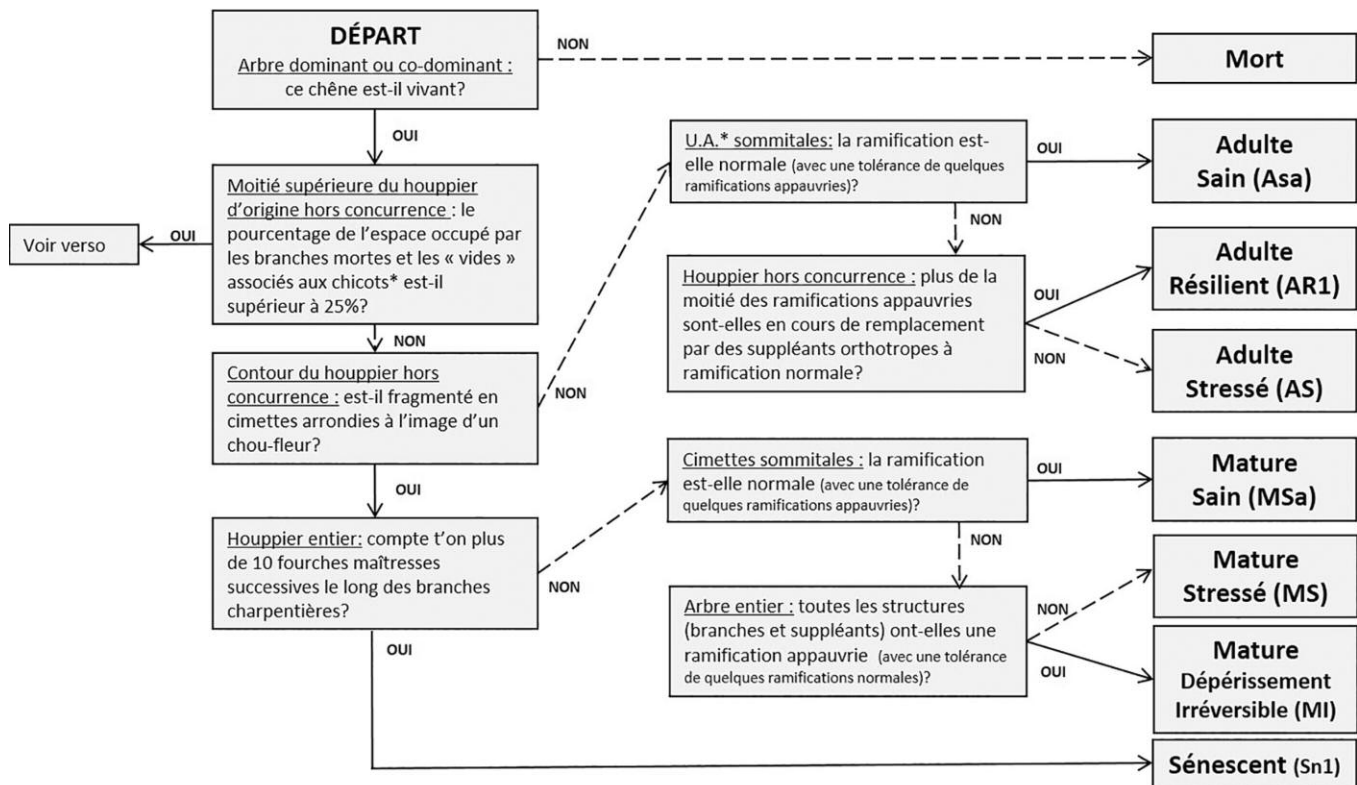 DÉPART
Arbre dominant ou co-dominant :
ce chêne est-il vivant?
NON
Mort
OUI
Moitié supérieure du houppier
d'origine hors concurrence : le
pourcentage de l'espace occupé par
les branches mortes et les « vides »
associés aux chicots* est-il
supérieur à 25%?
OUI
Voir verso
NON
Contour du houppier hors
concurrence : est-il fragmenté en
cimettes arrondies à l'image d'un
chou-fleur?
NON
OUI
Houppier entier: compte t'on plus
de 10 fourches maîtresses
successives le long des branches
charpentières?
NON
OUI
U.A.* sommitales: la ramification est-
elle normale (avec une tolérance de quelques
ramifications appauvries)?
OUI
Adulte
Sain (Asa)
NON
Houppier hors concurrence : plus de la
moitié des ramifications appauvries
sont-elles en cours de remplacement
par des suppléants orthotropes à
ramification normale?
OUI
Adulte
Résilient (AR1)
NON
Adulte
Stressé (AS)
Cimettes sommitales : la ramification
est-elle normale (avec une tolérance de
quelques ramifications appauvries)?
OUI
Mature
Sain (MSa)
NON
Arbre entier : toutes les structures
(branches et suppléants) ont-elles une
ramification appauvrie (avec une tolérance
de quelques ramifications normales)?
NON
Mature
Stressé (MS)
OUI
Mature
Dépérissement
Irréversible (MI)
Sénescent (Sn1)